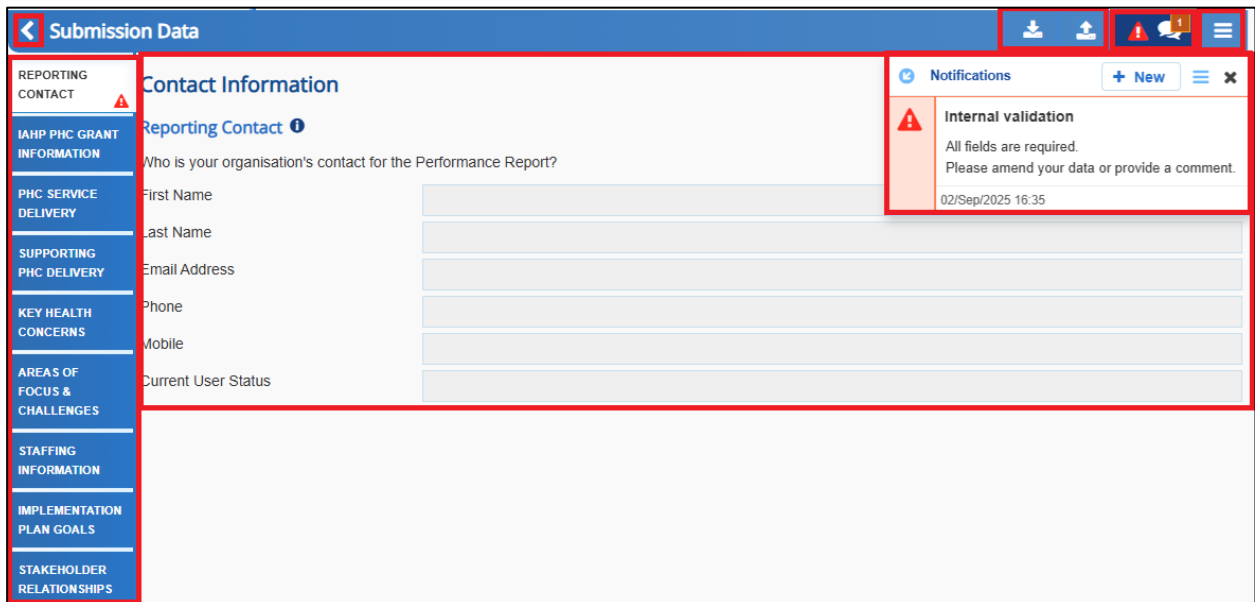 Submission Data
1
REPORTING
CONTACT
IAHP PHC GRANT
INFORMATION
PHC SERVICE
DELIVERY
SUPPORTING
PHC DELIVERY
KEY HEALTH
CONCERNS
AREAS OF
FOCUS &
CHALLENGES
STAFFING
INFORMATION
IMPLEMENTATION
PLAN GOALS
STAKEHOLDER
RELATIONSHIPS
Contact Information
Reporting Contact
Who is your organisation's contact for the Performance Report?
First Name
Last Name
Email Address
Phone
Mobile
Current User Status
Notifications
+ New
Internal validation
All fields are required.
Please amend your data or provide a comment.
02/Sep/2025 16:35